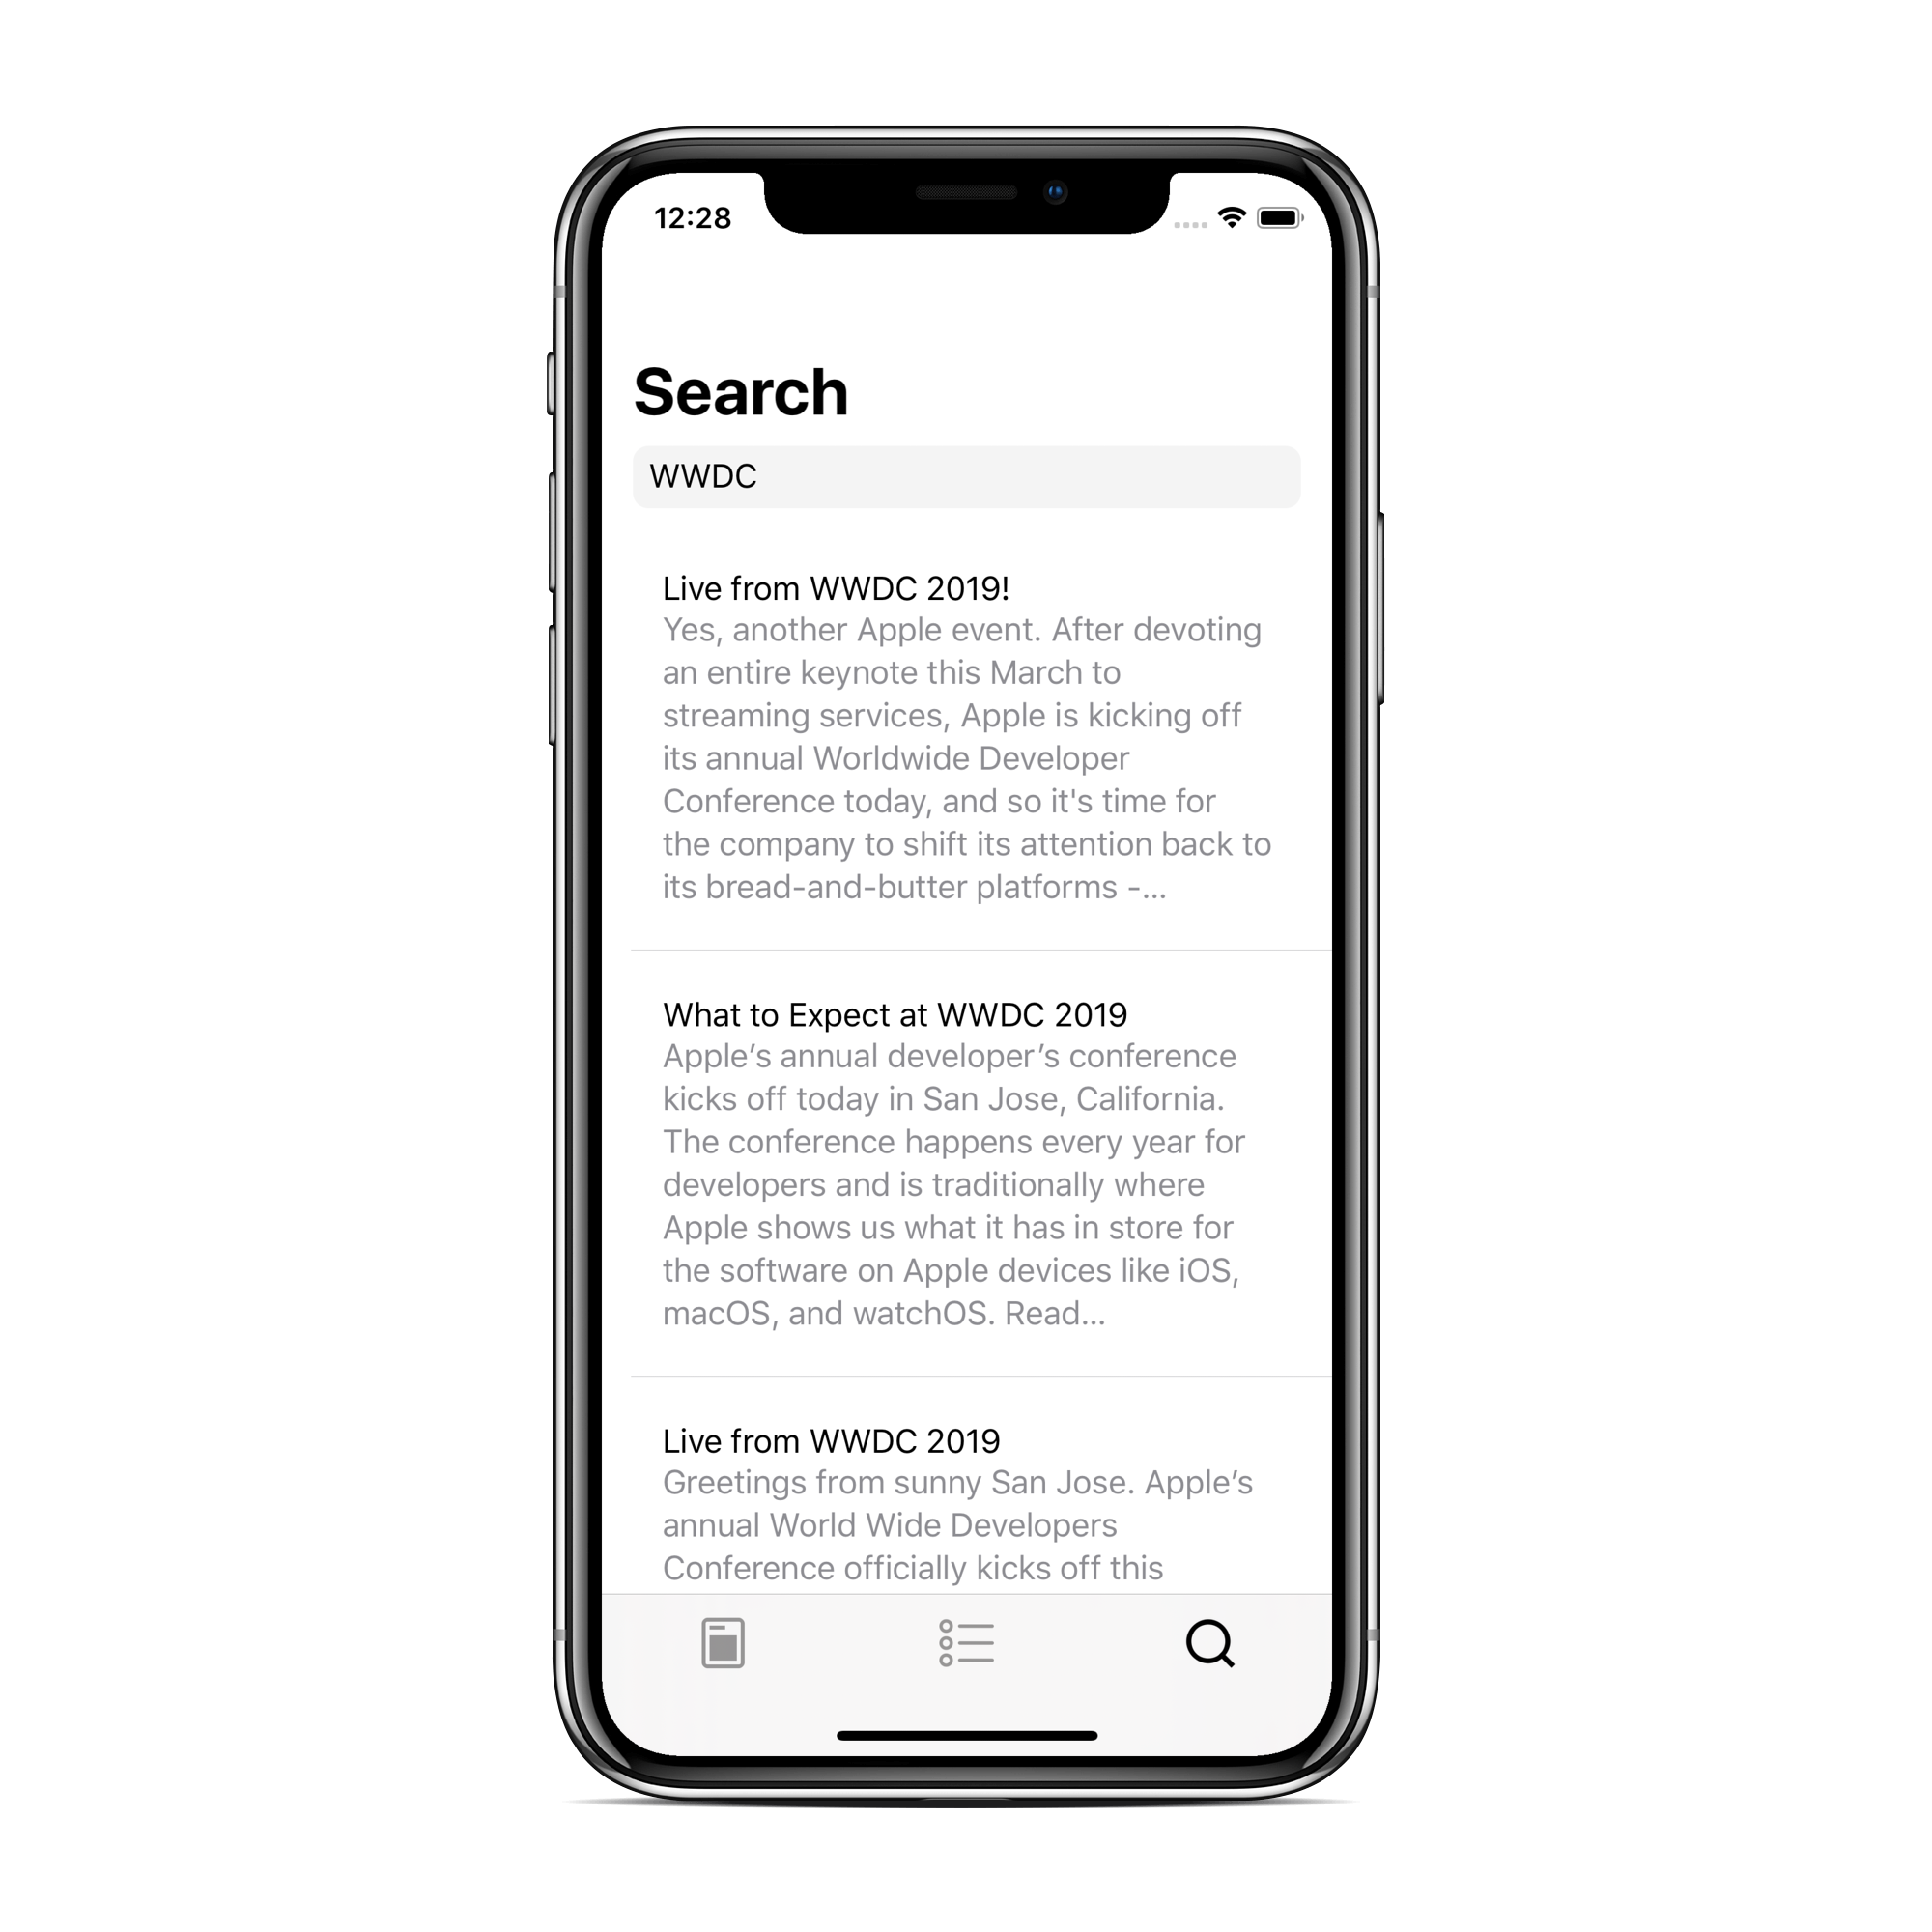 12:28
Search
WWDC
Live from WWDC 2019!
Yes, another Apple event. After devoting
an entire keynote this March to
streaming services, Apple is kicking off
its annual Worldwide Developer
Conference today, and so it's time for
the company to shift its attention back to
its bread-and-butter platforms -...
What to Expect at WWDC 2019
Apple’s annual developer’s conference
kicks off today in San Jose, California.
The conference happens every year for
developers and is traditionally where
Apple shows us what it has in store for
the software on Apple devices like iOS,
macOS, and watchOS. Read...
Live from WWDC 2019
Greetings from sunny San Jose. Apple’s
annual World Wide Developers
Conference officially kicks off this